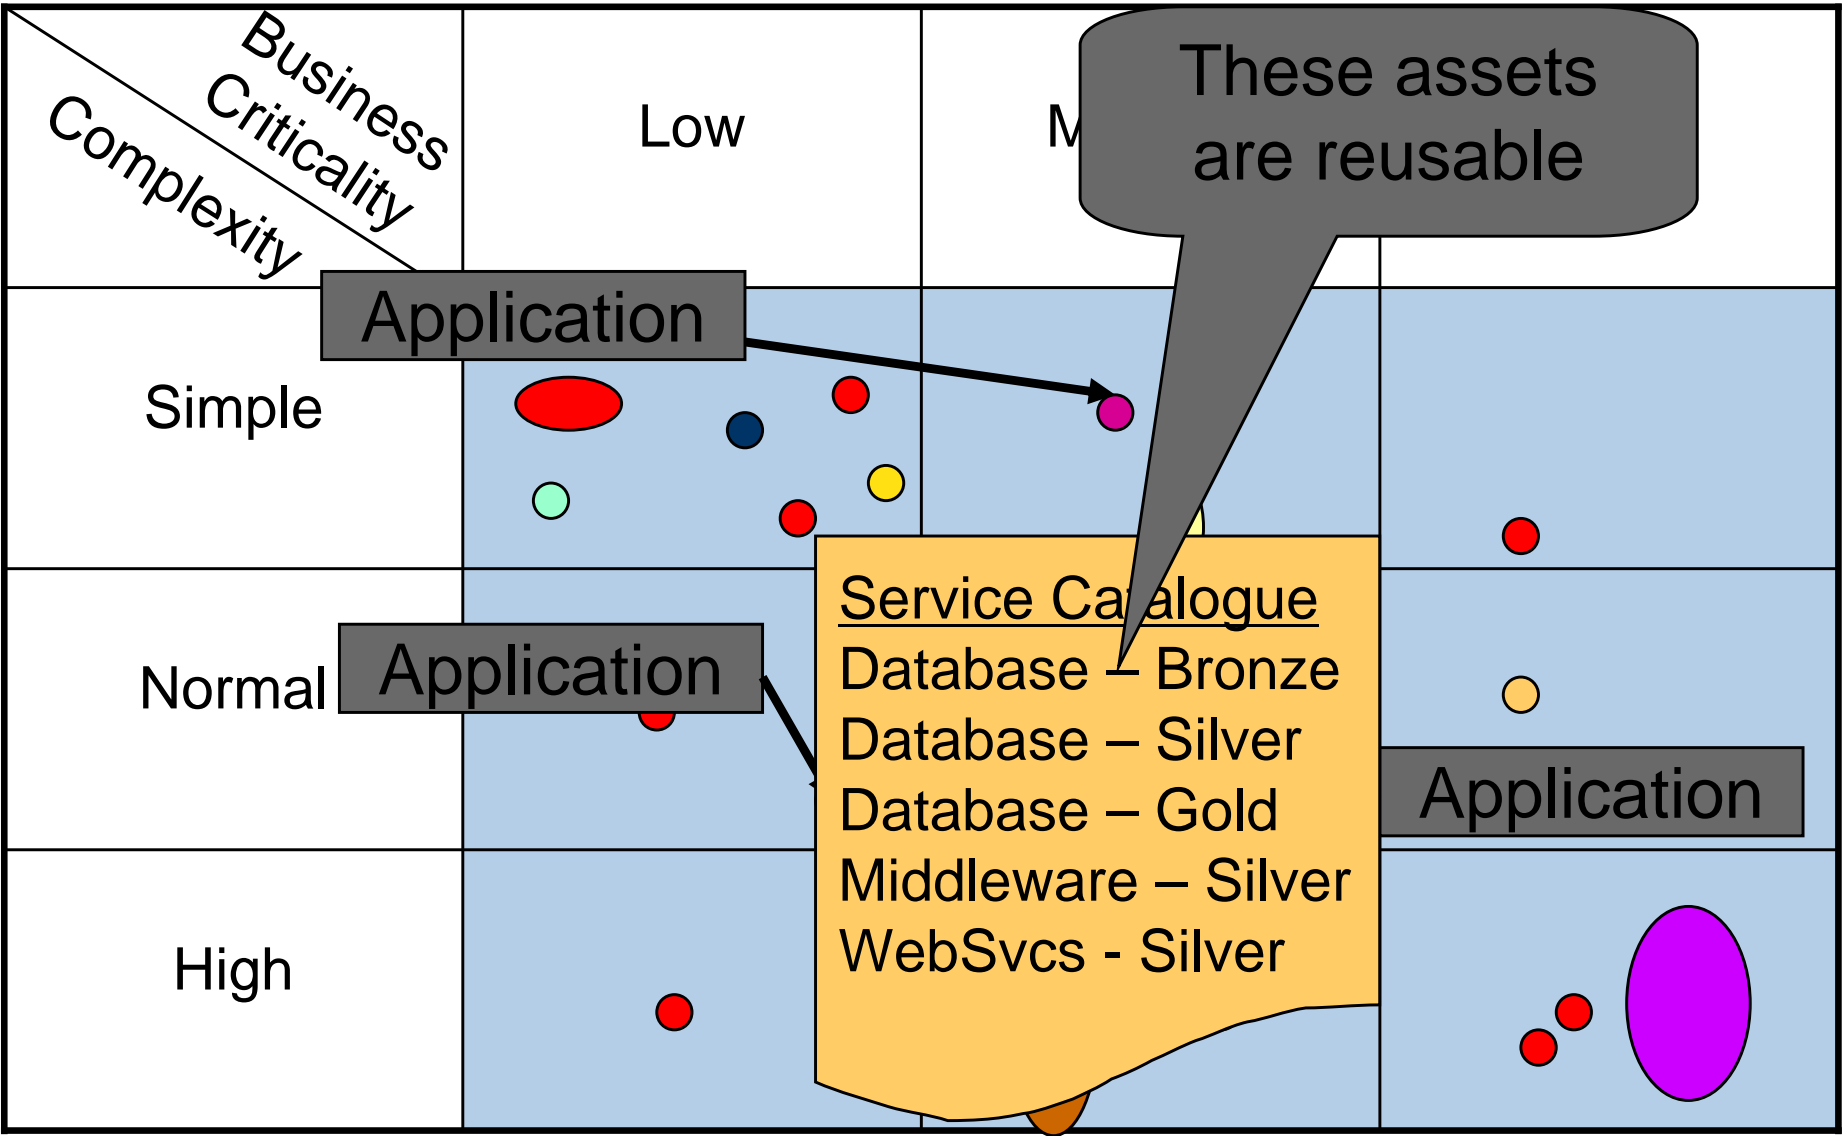 Business
Criticality
Complexity
Low
These assets
are reusable
Application
Simple
Service Catalogue
Database – Bronze
Database – Silver
Database – Gold
Middleware – Silver
WebSvcs - Silver
Normal
Application
Application
High